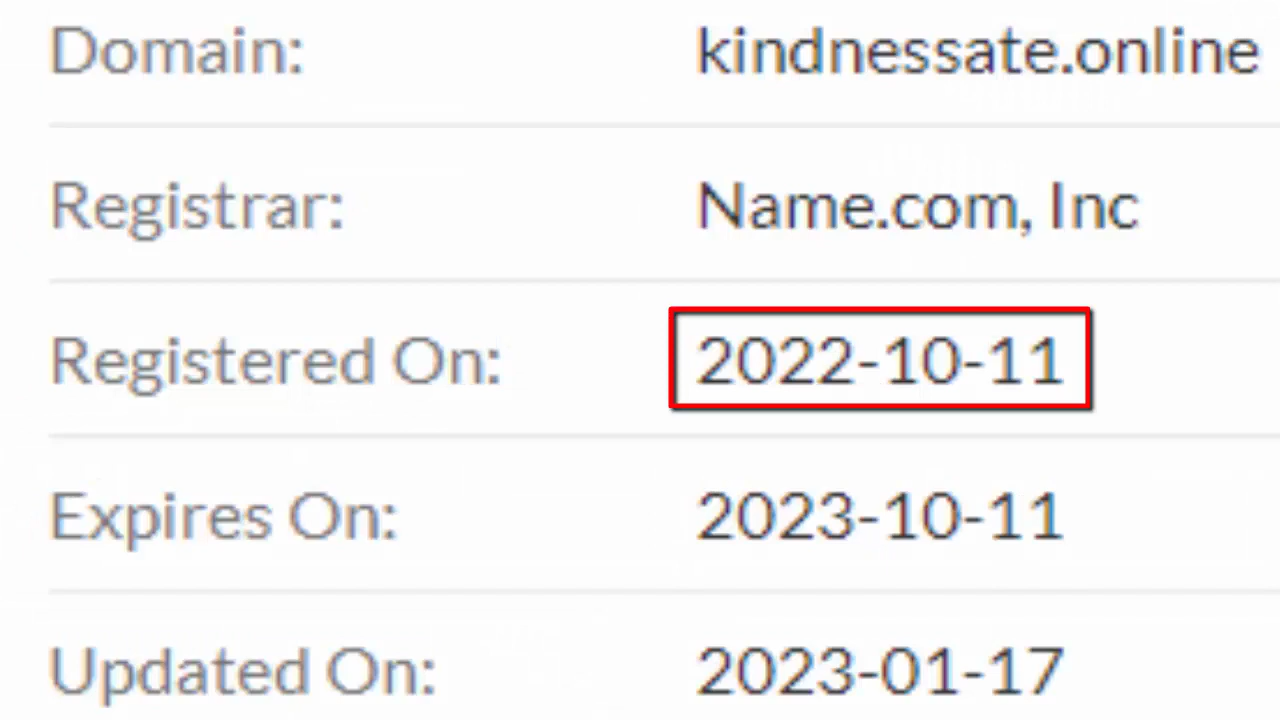 Domain: kindnessate.online
Registrar: Name.com, Inc
Registered On: 2022-10-11
Expires On: 2023-10-11
Updated On: 2023-01-17